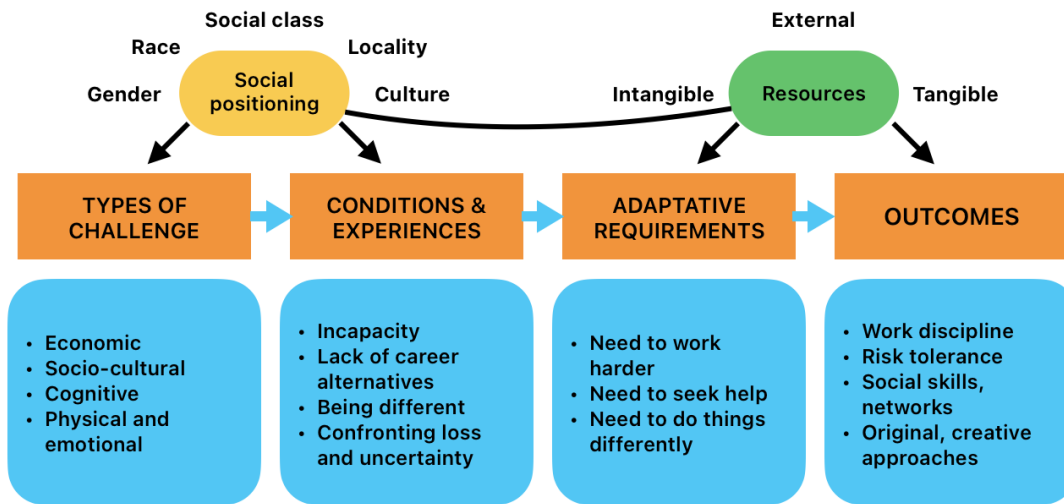 Social class
External
Race
Locality
Social
positioning
Gender
Culture
Intangible
Resources
Tangible
TYPES OF
CHALLENGE
CONDITIONS &
EXPERIENCES
ADAPTATIVE
REQUIREMENTS
OUTCOMES
• Economic
• Socio-cultural
• Cognitive
• Physical and
emotional
• Incapacity
• Lack of career
alternatives
• Being different
• Confronting loss
and uncertainty
• Need to work
harder
• Need to seek help
• Need to do things
differently
• Work discipline
• Risk tolerance
• Social skills,
networks
• Original, creative
approaches